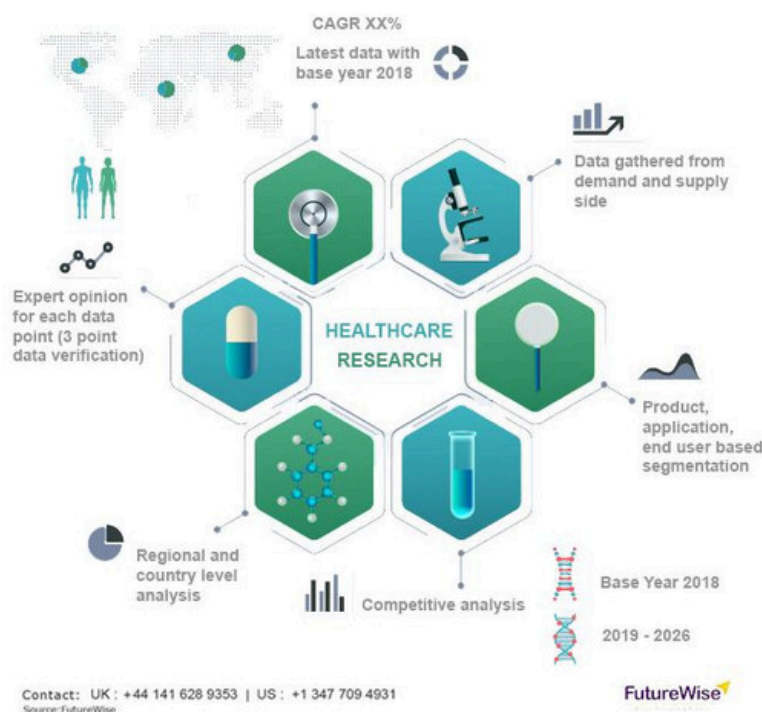 CAGR XX%
Latest data with
base year 2018
Data gathered from
demand and supply
side
Expert opinion
for each data
point (3 point
data verification)
HEALTHCARE
RESEARCH
Product,
application,
end user based
segmentation
Regional and
country level
analysis
Competitive analysis
Base Year 2018
2019 - 2026
Contact: UK : +44 141 628 9353 | US : +1 347 709 4931
Source:FutureWise
FutureWise